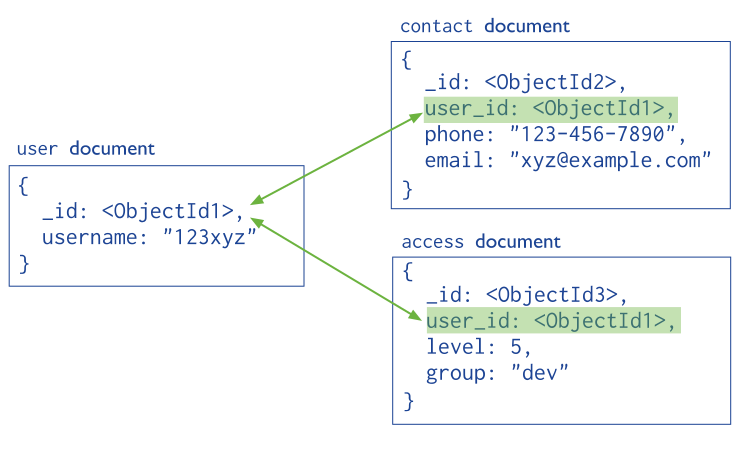 user document
{
_id: <ObjectId1>,
username: "123xyz"
}
contact document
{
_id: <ObjectId2>,
user_id: <ObjectId1>,
phone: "123-456-7890",
email: "xyz@example.com"
}
access document
{
_id: <ObjectId3>,
user_id: <ObjectId1>,
level: 5,
group: "dev"
}